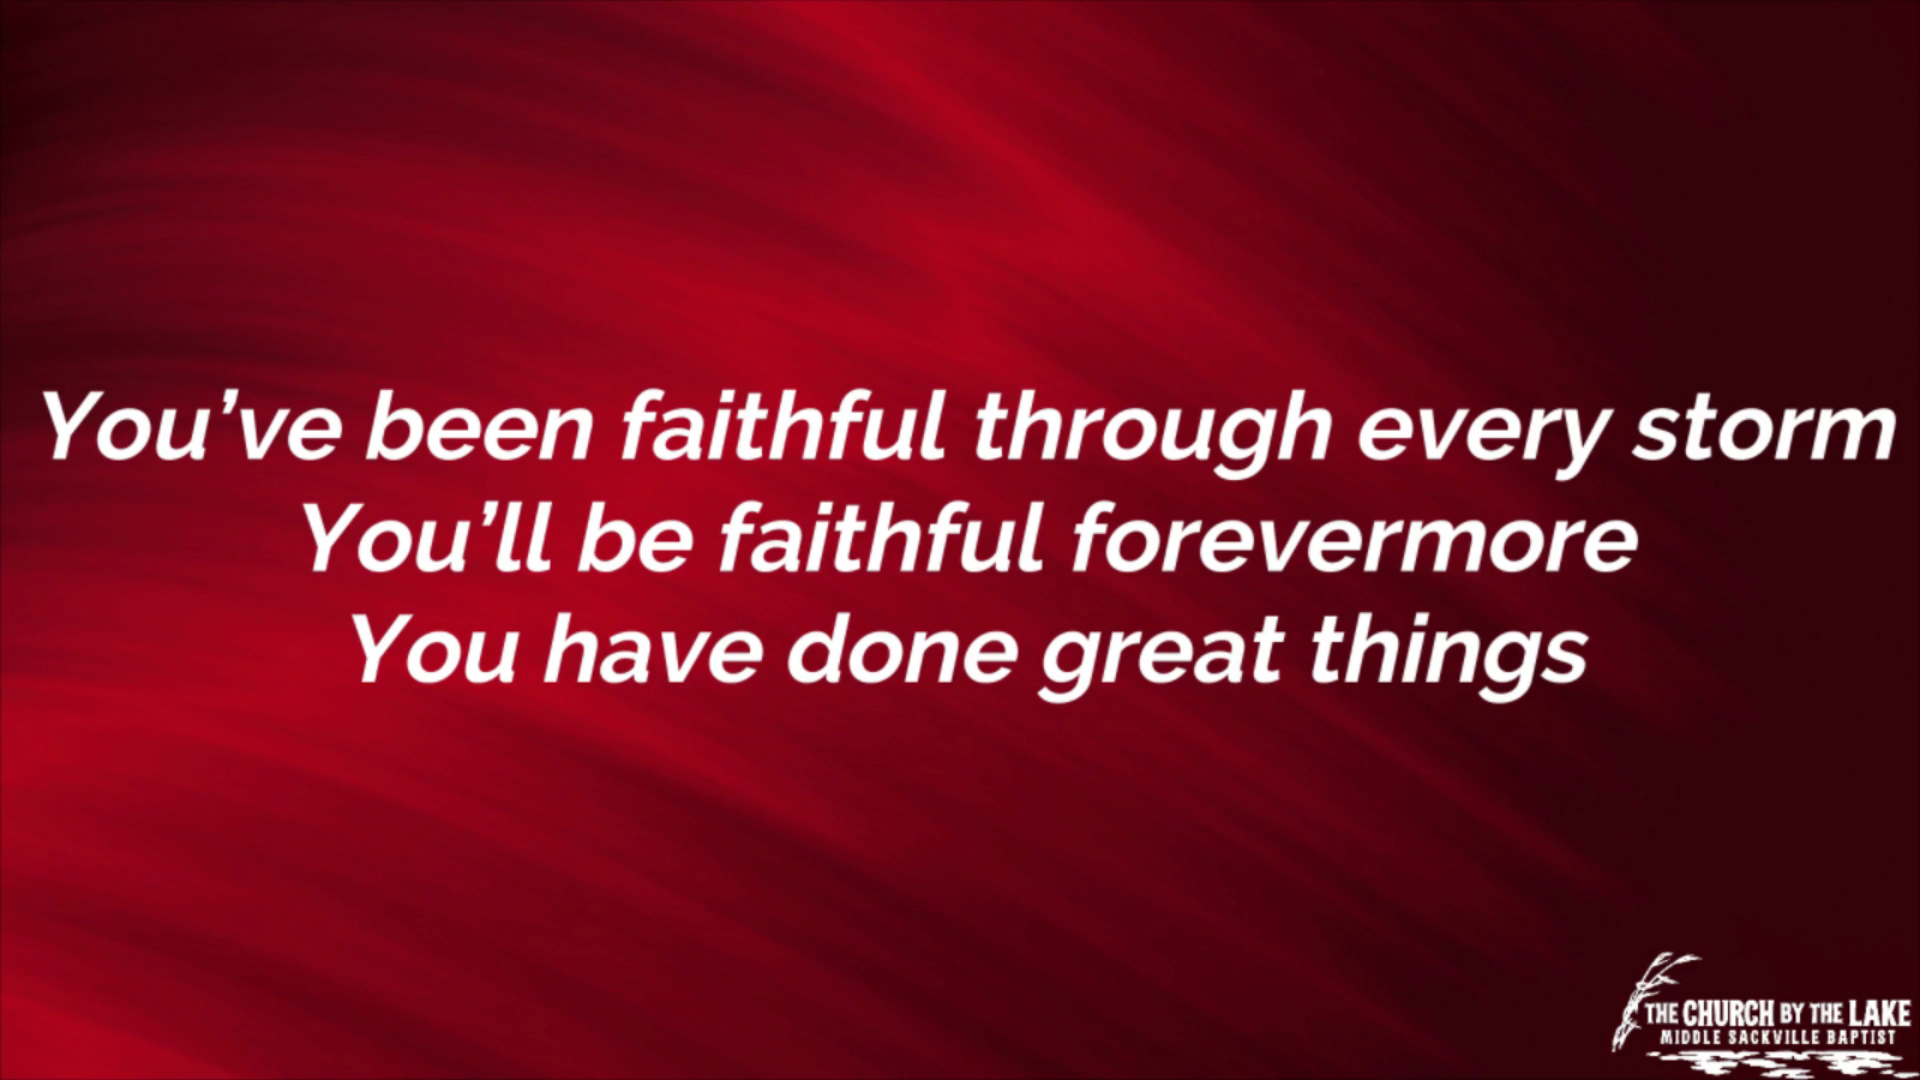 You’ve been faithful through every storm
You’ll be faithful forevermore
You have done great things
THE CHURCH BY THE LAKE
MIDDLE SACKVILLE BAPTIST